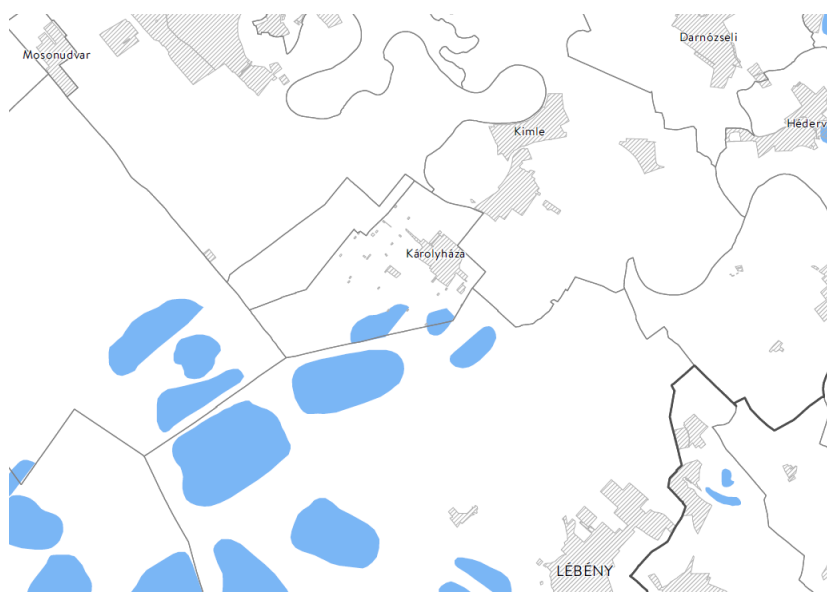 Darnózseli
Mosonudvar
Héderv
Kimle
Károlyháza
LÉBÉNY